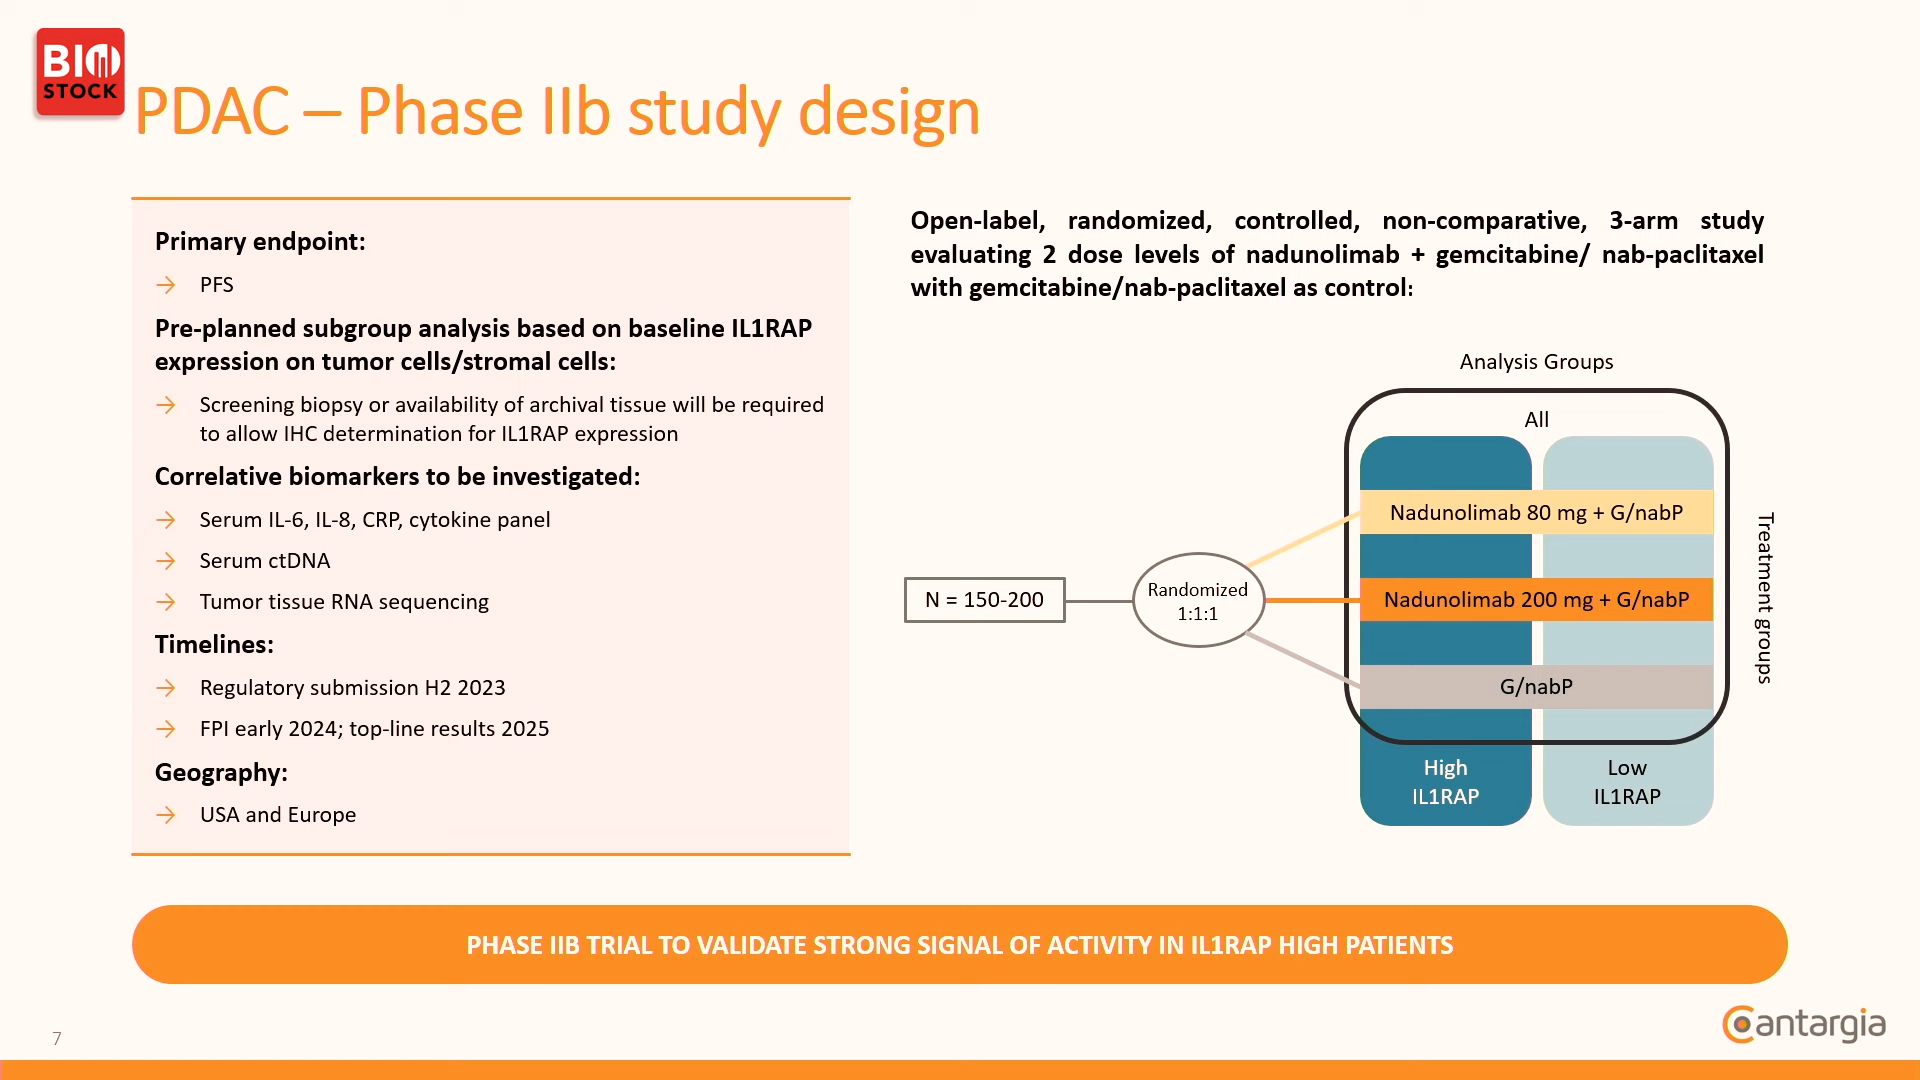 BIO
STOCK
PDAC – Phase IIb study design
Primary endpoint:
PFS
Pre-planned subgroup analysis based on baseline IL1RAP
expression on tumor cells/stromal cells:
Screening biopsy or availability of archival tissue will be required
to allow IHC determination for IL1RAP expression
Correlative biomarkers to be investigated:
Serum IL-6, IL-8, CRP, cytokine panel
Serum ctDNA
Tumor tissue RNA sequencing
Timelines:
Regulatory submission H2 2023
FPI early 2024; top-line results 2025
Geography:
USA and Europe
Open-label, randomized, controlled, non-comparative, 3-arm study
evaluating 2 dose levels of nadunolimab + gemcitabine/ nab-paclitaxel
with gemcitabine/nab-paclitaxel as control:
Analysis Groups
All
Nadunolimab 80 mg + G/nabP
N = 150-200
Randomized
1:1:1
Nadunolimab 200 mg + G/nabP
G/nabP
Treatment groups
High
IL1RAP
Low
IL1RAP
PHASE IIB TRIAL TO VALIDATE STRONG SIGNAL OF ACTIVITY IN IL1RAP HIGH PATIENTS
7
Cantargia